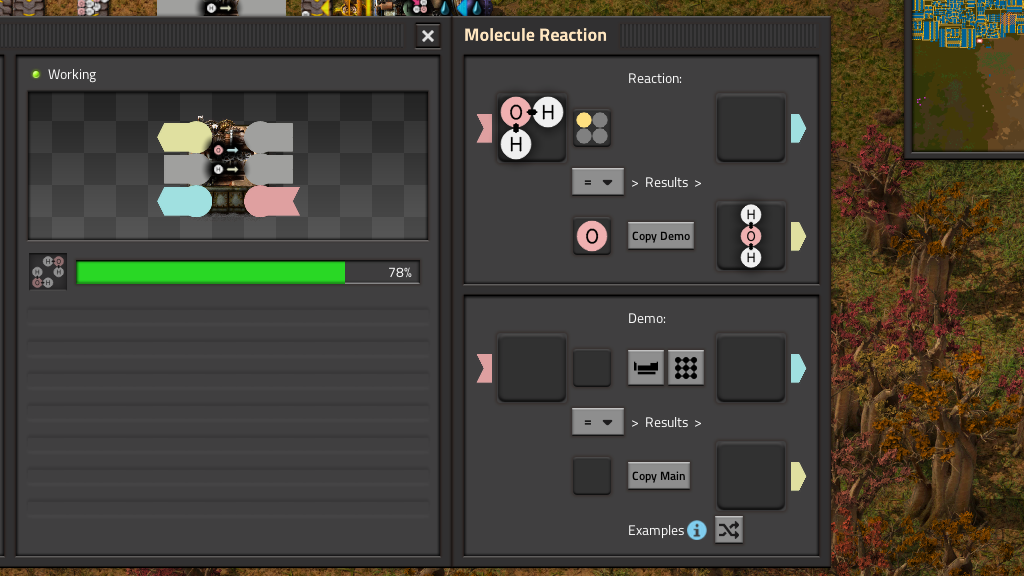 Working
78%
Molecule Reaction
Reaction:
O H
H
= > Results >
O Copy Demo
H
O
H
Demo:
= > Results >
Copy Main
Examples